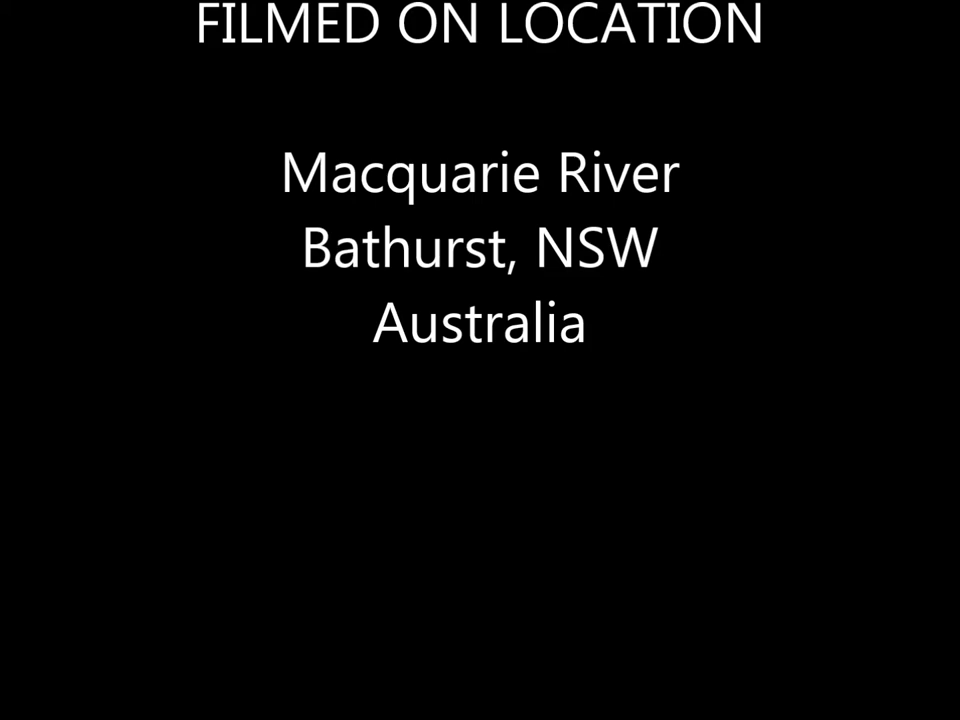 FILMED ON LOCATION
Macquarie River
Bathurst, NSW
Australia